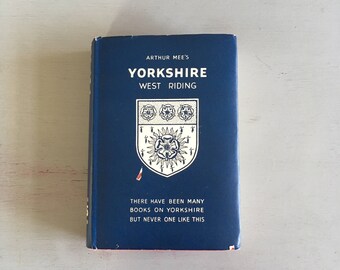 ARTHUR MEE'S
YORKSHIRE
WEST RIDING
THERE HAVE BEEN MANY
BOOKS ON YORKSHIRE
BUT NEVER ONE LIKE THIS